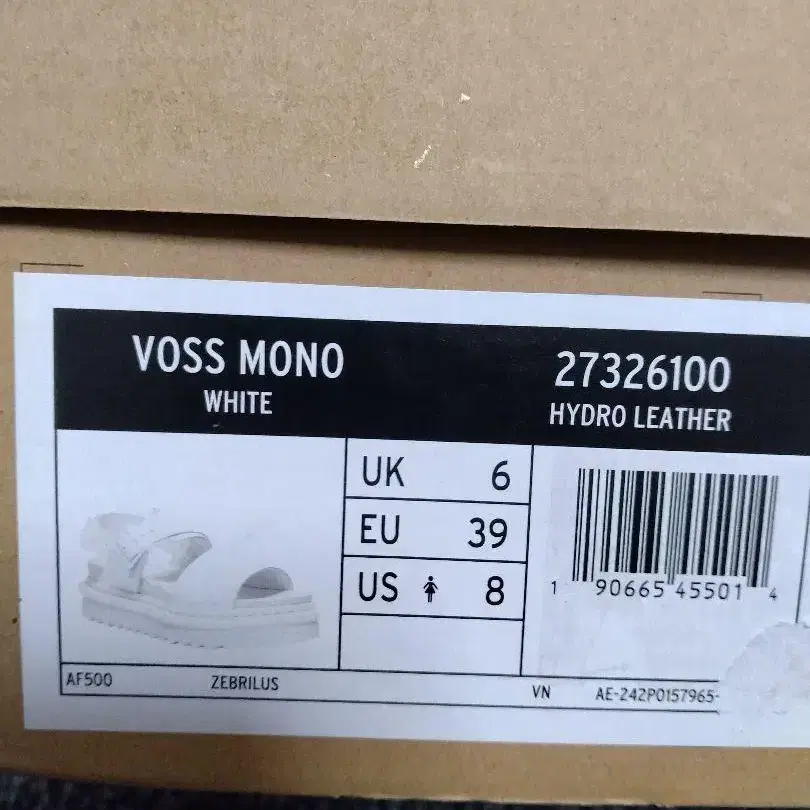 VOSS MONO
WHITE
27326100
HYDRO LEATHER
UK 6
EU 39
US 8
1 90665 45501 4
AF500 ZEBRILUS VN AE-242P0157965-